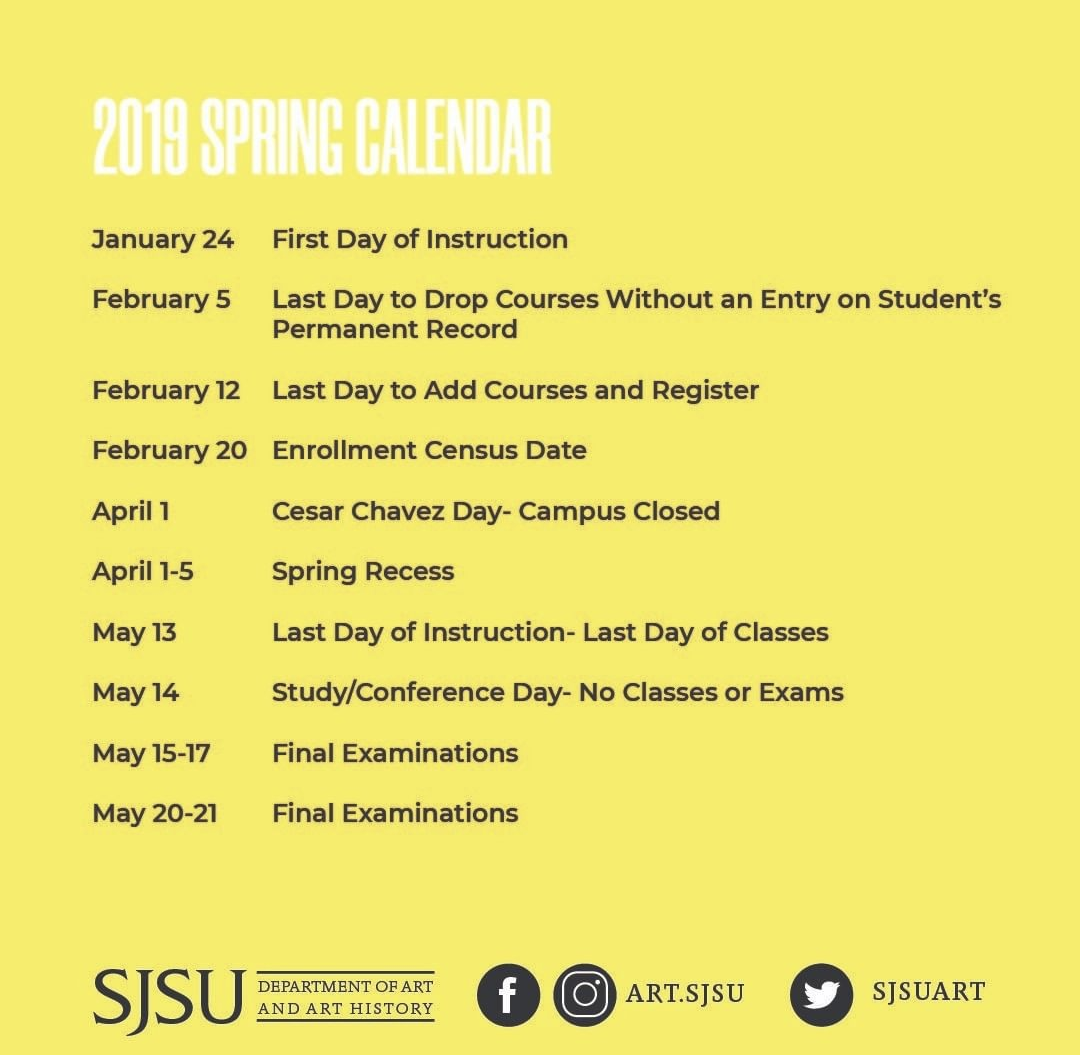 2019 SPRING CALENDAR
January 24 First Day of Instruction
February 5 Last Day to Drop Courses Without an Entry on Student’s
Permanent Record
February 12 Last Day to Add Courses and Register
February 20 Enrollment Census Date
April 1 Cesar Chavez Day- Campus Closed
April 1-5 Spring Recess
May 13 Last Day of Instruction- Last Day of Classes
May 14 Study/Conference Day- No Classes or Exams
May 15-17 Final Examinations
May 20-21 Final Examinations
SJSU DEPARTMENT OF ART
AND ART HISTORY
ART.SJSU
SJSUART